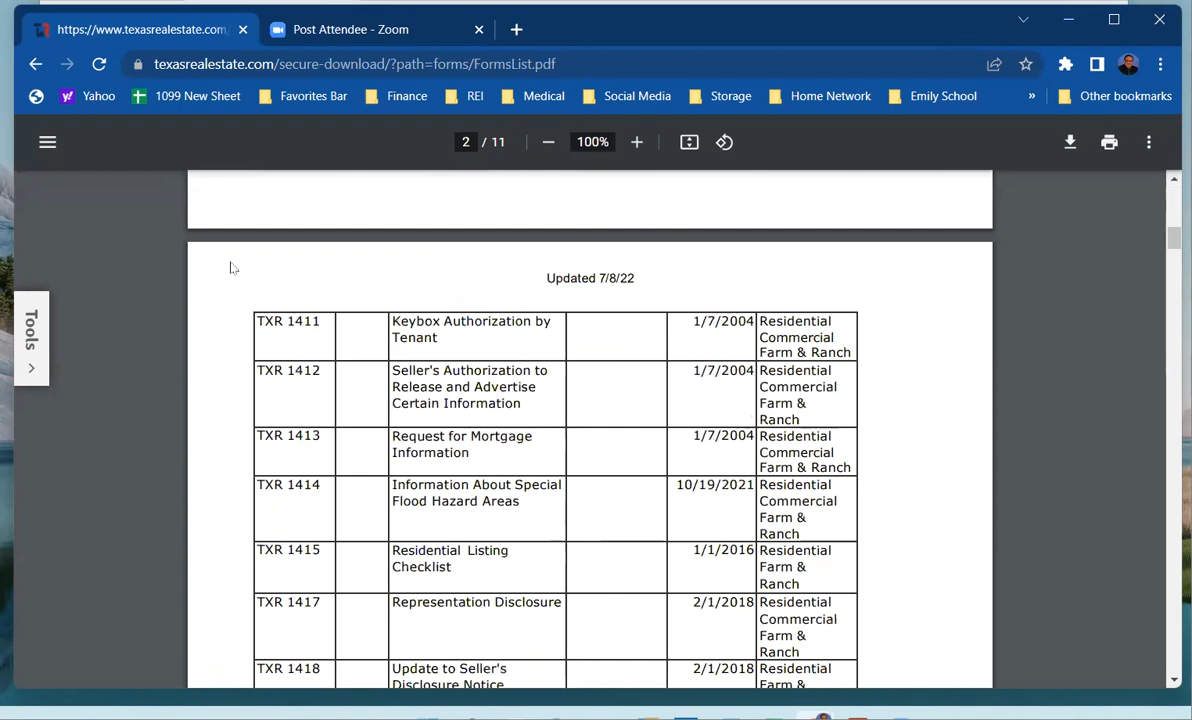 https://www.texasrealestate.com
Post Attendee - Zoom
texasrealestate.com/secure-download/?path=forms/FormsList.pdf
Yahoo
1099 New Sheet
Favorites Bar
Finance
REI
Medical
Social Media
Storage
Home Network
Emily School
»
Other bookmarks
2 / 11
100%
Tools
Updated 7/8/22
TXR 1411 Keybox Authorization by 1/7/2004 Residential
Tenant Commercial
Farm & Ranch
TXR 1412 Seller's Authorization to 1/7/2004 Residential
Release and Advertise Commercial
Certain Information Farm &
Ranch
TXR 1413 Request for Mortgage 1/7/2004 Residential
Information Commercial
Farm & Ranch
TXR 1414 Information About Special 10/19/2021 Residential
Flood Hazard Areas Commercial
Farm &
Ranch
TXR 1415 Residential Listing 1/1/2016 Residential
Checklist Farm &
Ranch
TXR 1417 Representation Disclosure 2/1/2018 Residential
Commercial
Farm &
Ranch
TXR 1418 Update to Seller's 2/1/2018 Residential
Disclosure Notice Farm &